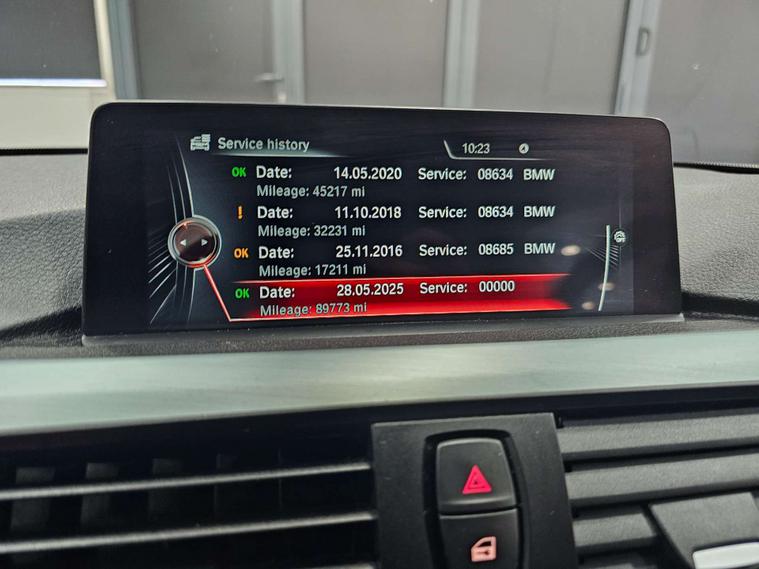 Service history 10:23
OK Date: 14.05.2020 Service: 08634 BMW
Mileage: 45217 mi
! Date: 11.10.2018 Service: 08634 BMW
Mileage: 32231 mi
OK Date: 25.11.2016 Service: 08685 BMW
Mileage: 17211 mi
OK Date: 28.05.2025 Service: 00000
Mileage: 89773 mi